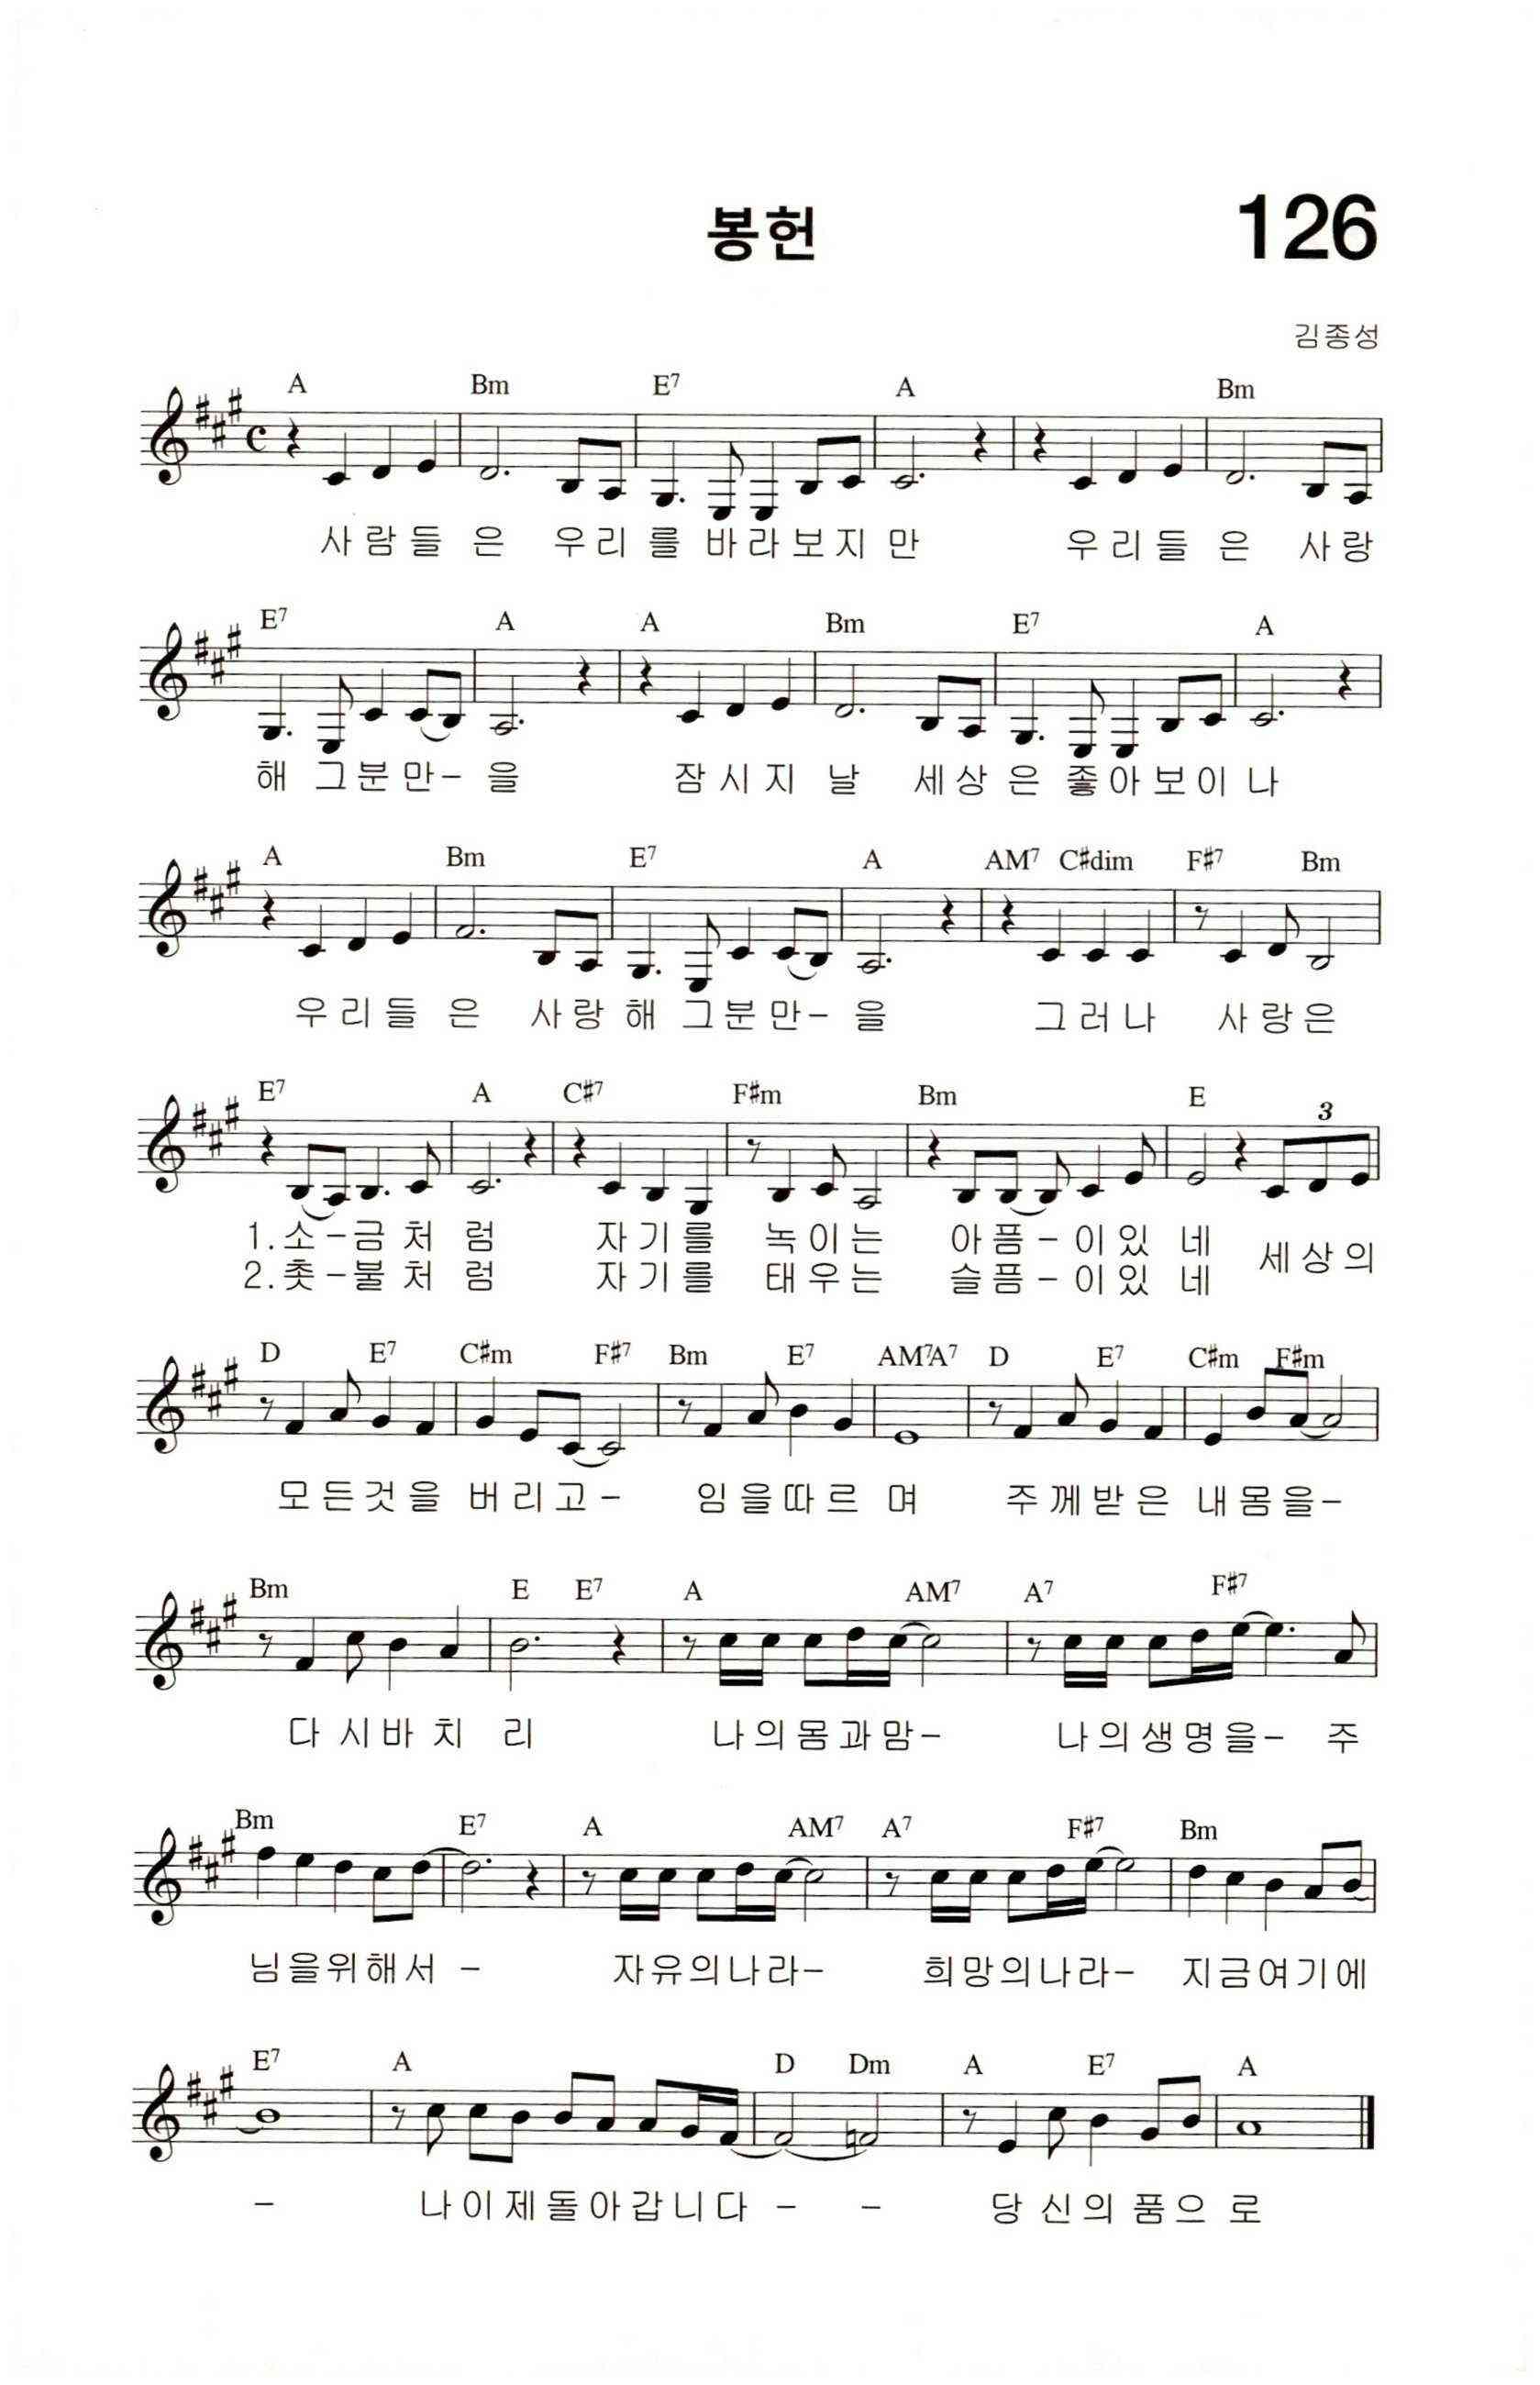 봉헌
126
김종성
A Bm E7 A Bm
사람들 은 우리 를 바라보지 만 우리들 은 사랑
E7 A A Bm E7 A
해 그분만- 을 잠시지 날 세상 은 좋아보이 나
A Bm E7 A AM7 C#dim F#7 Bm
우리들 은 사랑 해 그분만- 을 그러나 사랑은
E7 A C#7 F#m Bm E 3
1.소-금처 럼 자기를 녹이는 아픔-이있 네 세상의
2.촛-불처 럼 자기를 태우는 슬픔-이있 네
D E7 C#m F#7 Bm E7 AM7A7 D E7 C#m F#m
모든것을 버리고- 임을따르 며 주께받은 내몸을-
Bm E E7 A AM7 A7 F#7
다시바치 리 나의몸과맘- 나의생명을- 주
Bm E7 A AM7 A7 F#7 Bm
님을위해서 - 자유의나라- 희망의나라- 지금여기에
E7 A D Dm A E7 A
- 나이제돌아갑니다 - - 당신의품으 로